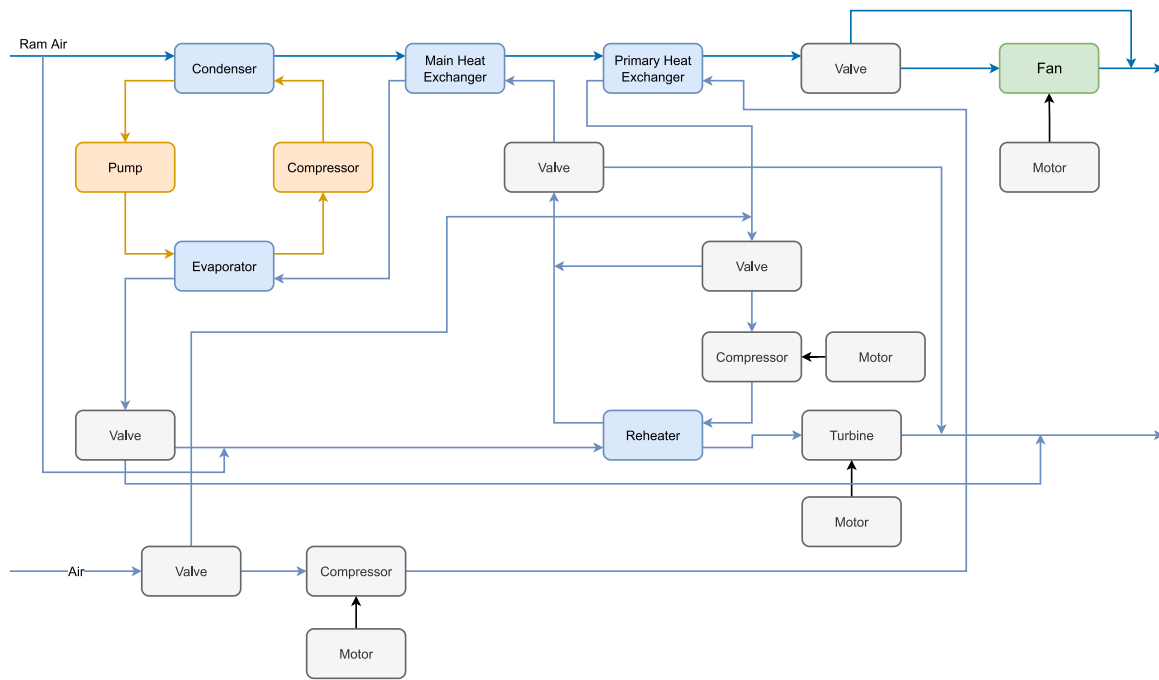 Ram Air
Condenser
Main Heat
Exchanger
Primary Heat
Exchanger
Valve
Fan
Pump
Compressor
Valve
Motor
Evaporator
Valve
Compressor
Motor
Valve
Reheater
Turbine
Motor
Air
Valve
Compressor
Motor